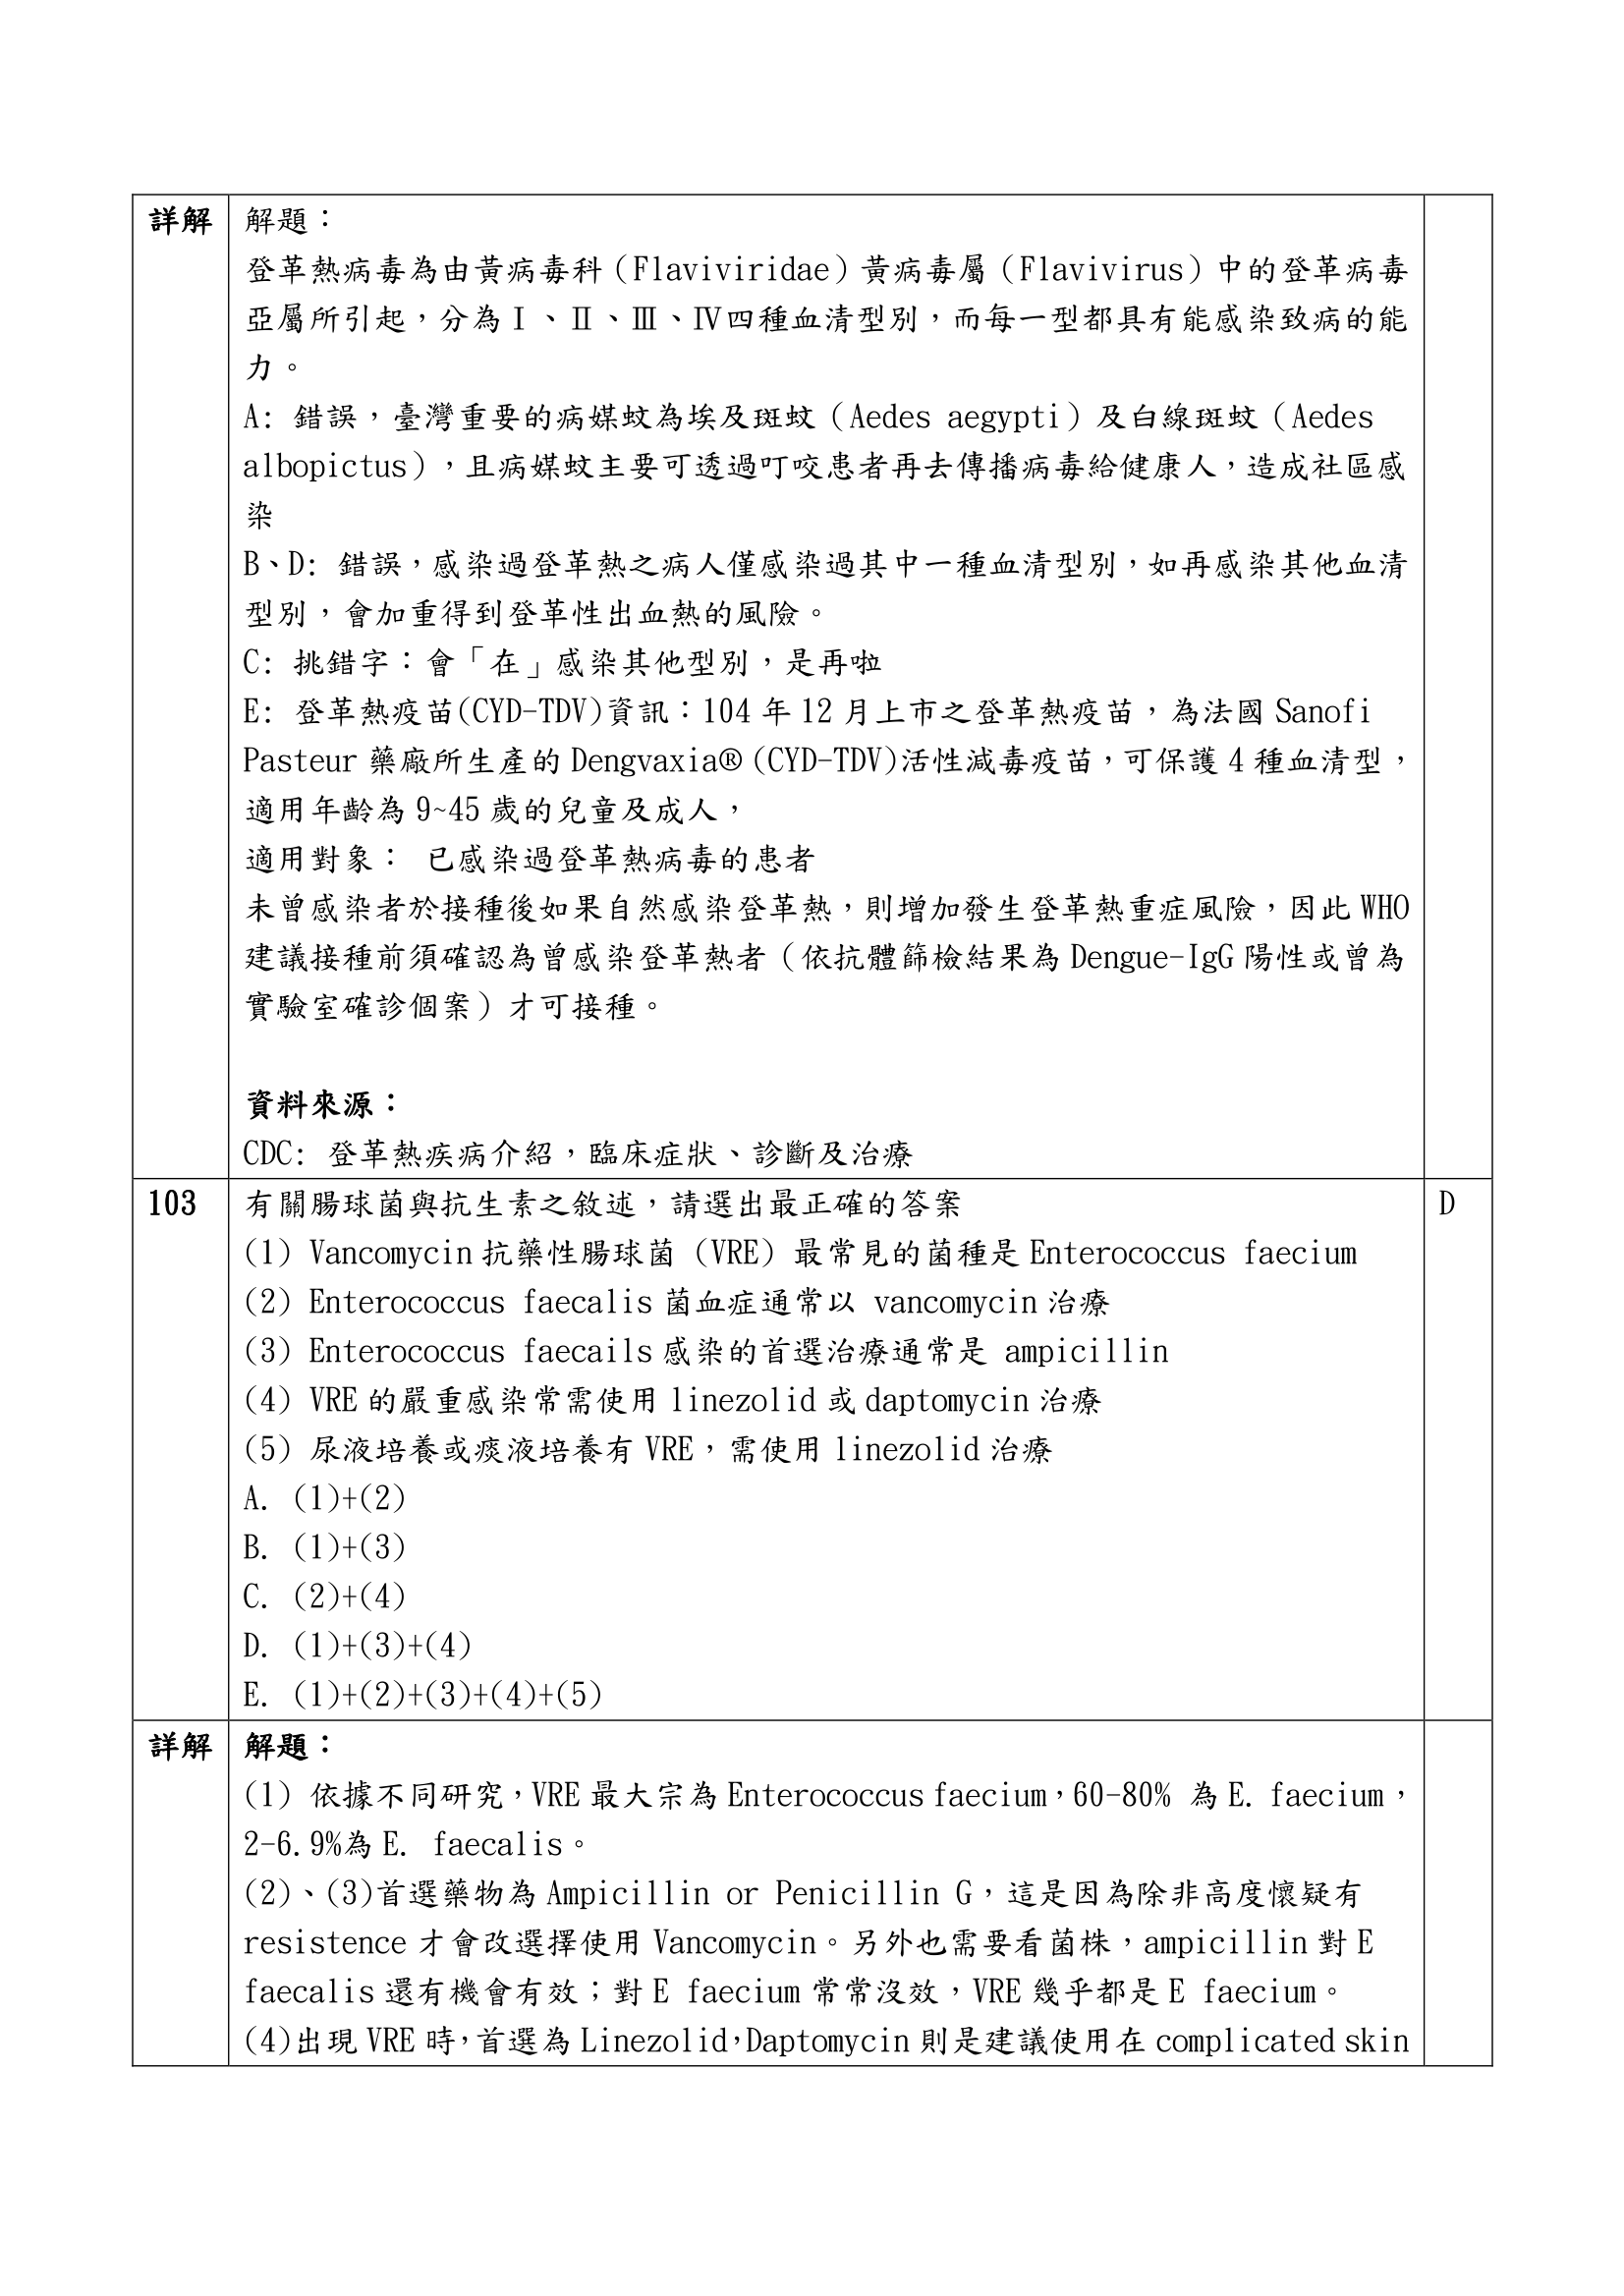 詳解 解題：
登革熱病毒為由黃病毒科（Flaviviridae）黃病毒屬（Flavivirus）中的登革病毒
亞屬所引起，分為Ⅰ、Ⅱ、Ⅲ、Ⅳ四種血清型別，而每一型都具有能感染致病的能
力。
A: 錯誤，臺灣重要的病媒蚊為埃及斑蚊（Aedes aegypti）及白線斑蚊（Aedes
albopictus），且病媒蚊主要可透過叮咬患者再去傳播病毒給健康人，造成社區感
染
B、D: 錯誤，感染過登革熱之病人僅感染過其中一種血清型別，如再感染其他血清
型別，會加重得到登革性出血熱的風險。
C: 挑錯字：會「在」感染其他型別，是再啦
E: 登革熱疫苗(CYD-TDV)資訊：104 年 12 月上市之登革熱疫苗，為法國 Sanofi
Pasteur 藥廠所生產的 Dengvaxia® (CYD-TDV)活性減毒疫苗，可保護 4 種血清型，
適用年齡為 9~45 歲的兒童及成人，
適用對象： 已感染過登革熱病毒的患者
未曾感染者於接種後如果自然感染登革熱，則增加發生登革熱重症風險，因此 WHO
建議接種前須確認為曾感染登革熱者（依抗體篩檢結果為 Dengue-IgG 陽性或曾為
實驗室確診個案）才可接種。
資料來源：
CDC: 登革熱疾病介紹，臨床症狀、診斷及治療
103 有關腸球菌與抗生素之敘述，請選出最正確的答案 D
(1) Vancomycin 抗藥性腸球菌 (VRE) 最常見的菌種是 Enterococcus faecium
(2) Enterococcus faecalis 菌血症通常以 vancomycin 治療
(3) Enterococcus faecails 感染的首選治療通常是 ampicillin
(4) VRE 的嚴重感染常需使用 linezolid 或 daptomycin 治療
(5) 尿液培養或痰液培養有 VRE，需使用 linezolid 治療
A. (1)+(2)
B. (1)+(3)
C. (2)+(4)
D. (1)+(3)+(4)
E. (1)+(2)+(3)+(4)+(5)
詳解 解題：
(1) 依據不同研究，VRE 最大宗為 Enterococcus faecium，60-80% 為 E. faecium，
2-6.9%為 E. faecalis。
(2)、(3)首選藥物為 Ampicillin or Penicillin G，這是因為除非高度懷疑有
resistence 才會改選擇使用 Vancomycin。另外也需要看菌株，ampicillin 對 E
faecalis 還有機會有效；對 E faecium 常常沒效，VRE 幾乎都是 E faecium。
(4)出現 VRE 時，首選為 Linezolid，Daptomycin 則是建議使用在 complicated skin